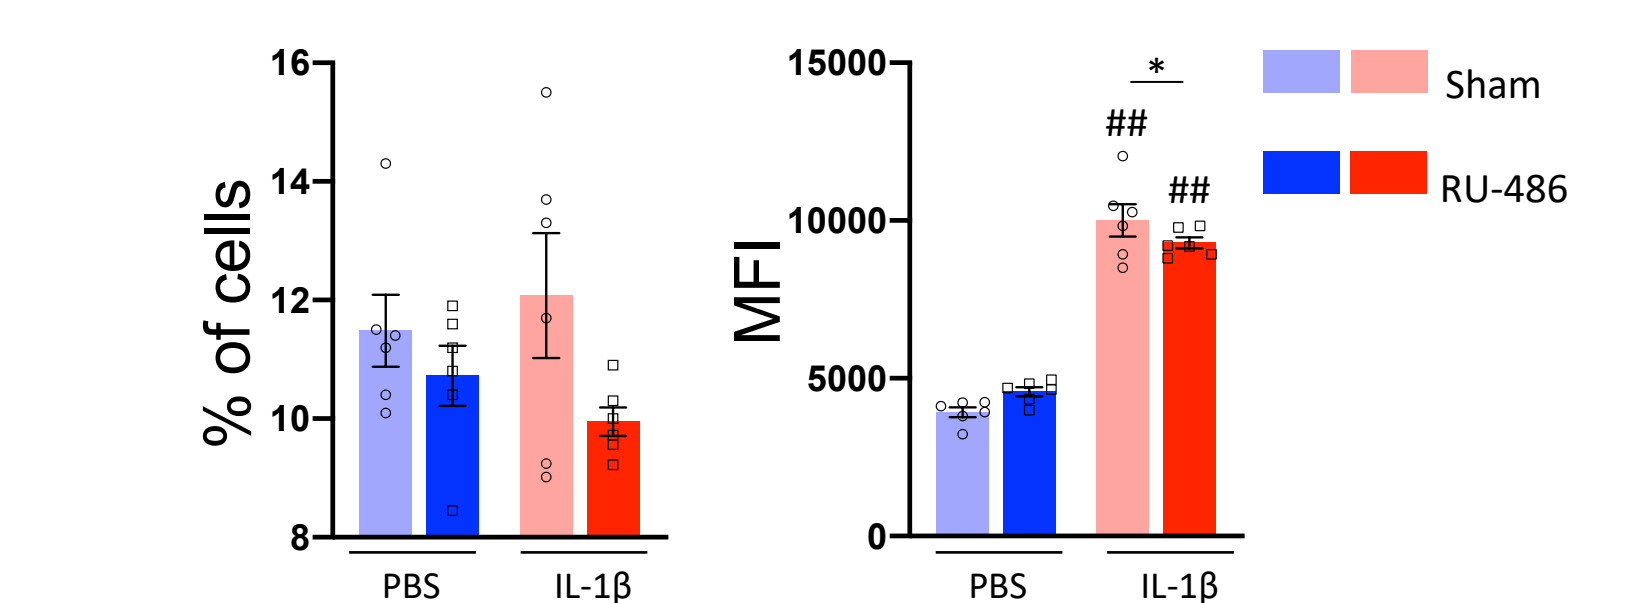 % of cells
16
14
12
10
8
PBS
IL-1β
MFI
15000
10000
5000
0
*
##
##
PBS
IL-1β
Sham
RU-486